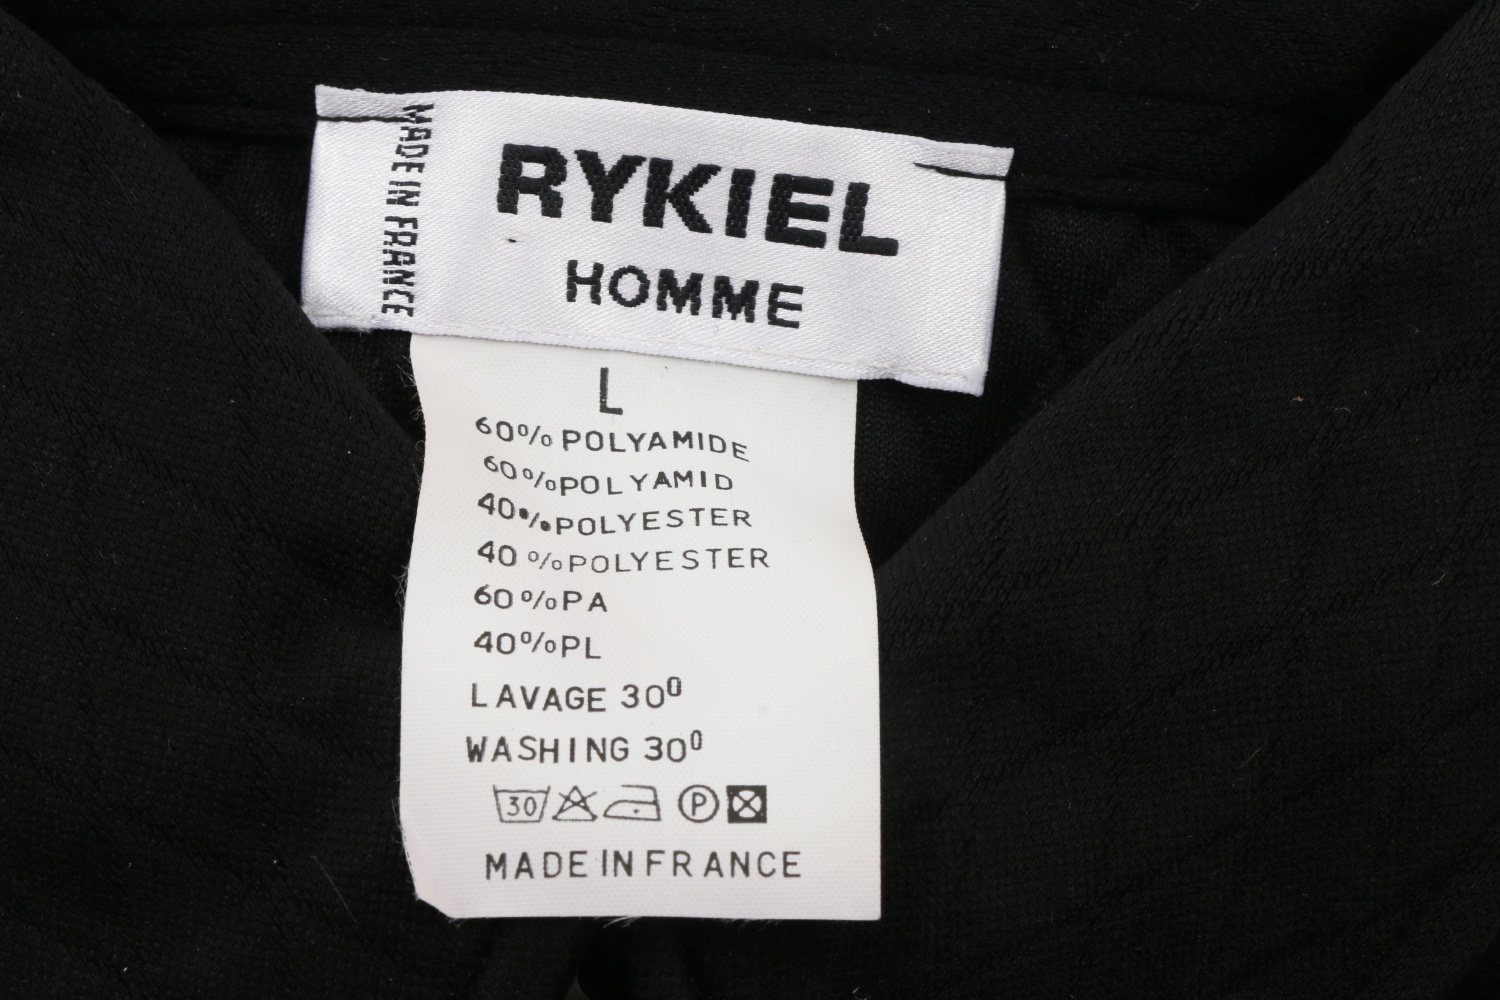 MADE IN FRANCE
RYKIEL
HOMME
L
60% POLYAMIDE
60% POLYAMID
40% POLYESTER
40% POLYESTER
60% PA
40% PL
LAVAGE 30⁰
WASHING 30⁰
30 P
MADE IN FRANCE